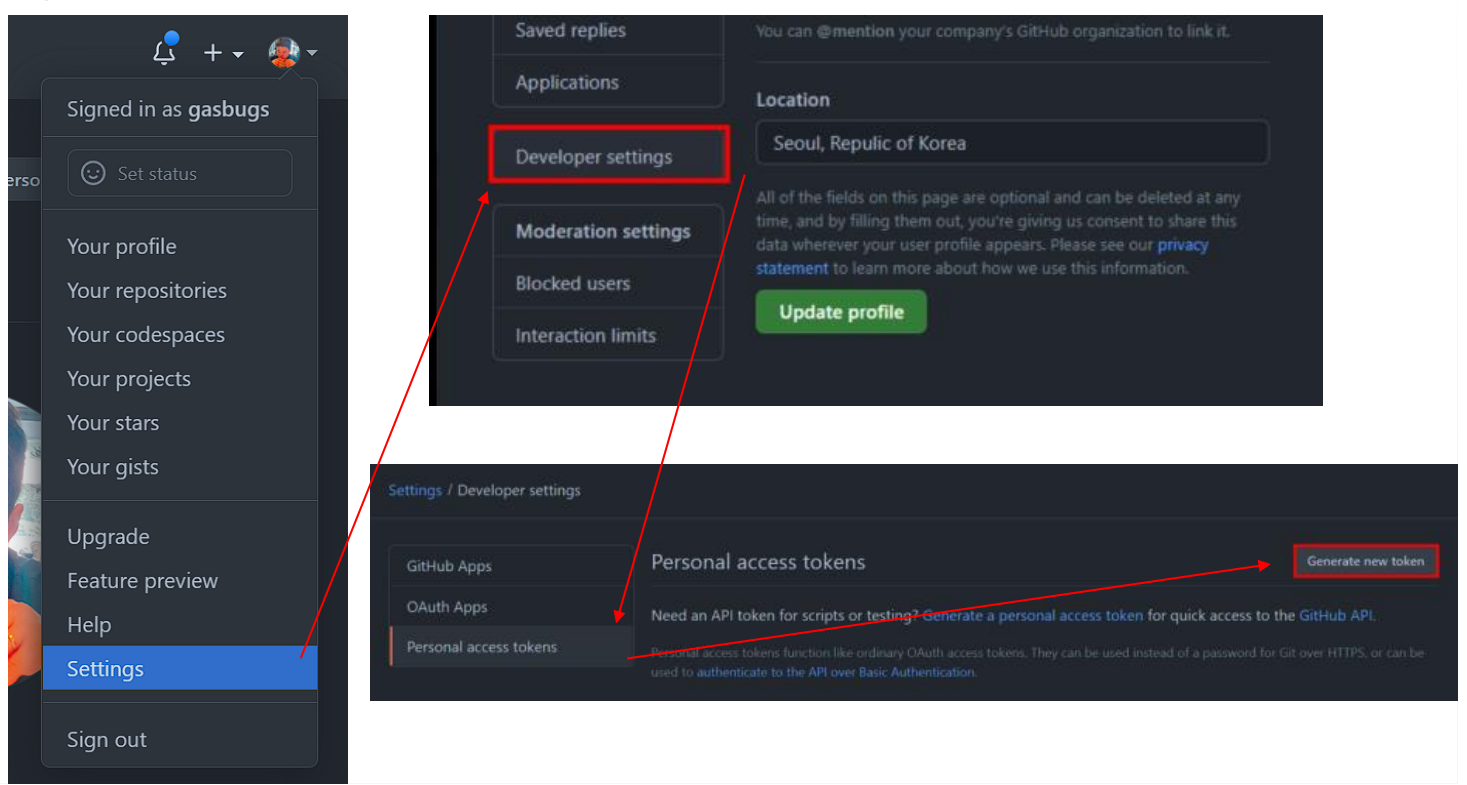 Signed in as gasbugs
erso
Set status
Your profile
Your repositories
Your codespaces
Your projects
Your stars
Your gists
Upgrade
Feature preview
Help
Settings
Sign out
Saved replies
Applications
Developer settings
Moderation settings
Blocked users
Interaction limits
You can @mention your company's GitHub organization to link it.
Location
Seoul, Repulic of Korea
All of the fields on this page are optional and can be deleted at any
time, and by filling them out, you're giving us consent to share this
data wherever your user profile appears. Please see our privacy
statement to learn more about how we use this information.
Update profile
Settings / Developer settings
GitHub Apps
OAuth Apps
Personal access tokens
Personal access tokens
Generate new token
Need an API token for scripts or testing? Generate a personal access token for quick access to the GitHub API.
Personal access tokens function like ordinary OAuth access tokens. They can be used instead of a password for Git over HTTPS, or can be
used to authenticate to the API over Basic Authentication.